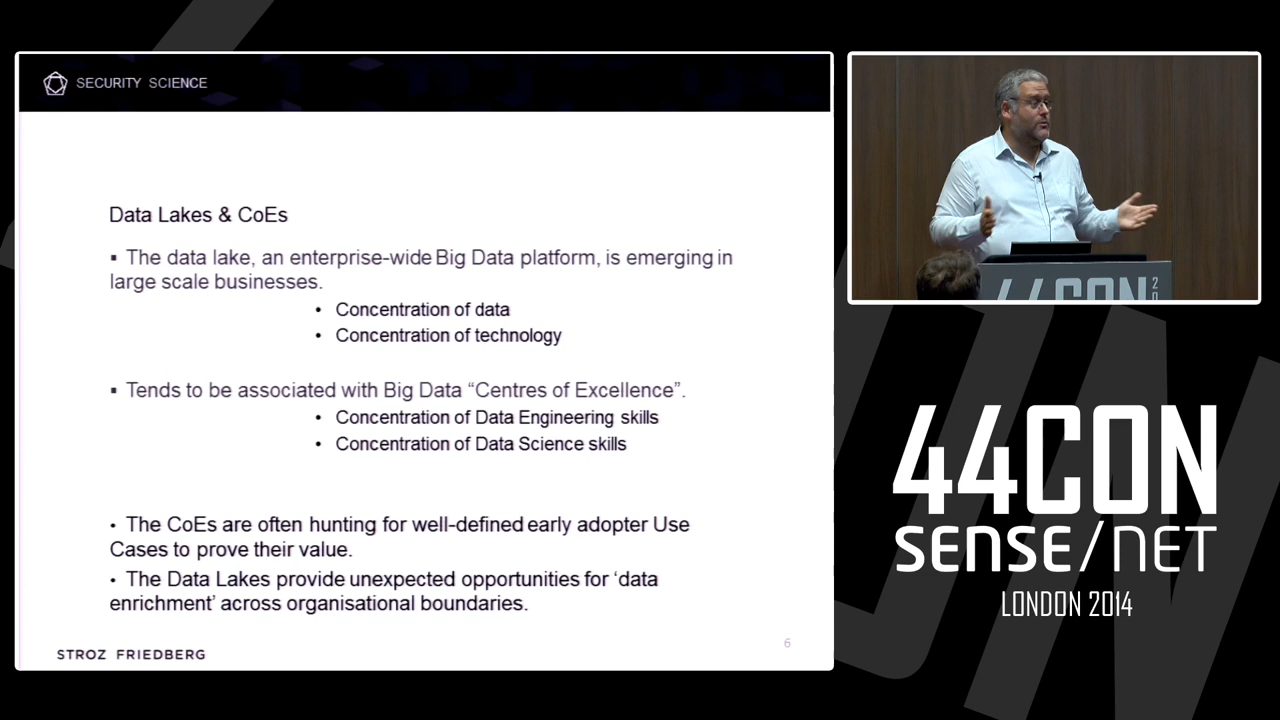 SECURITY SCIENCE
Data Lakes & CoEs
▪ The data lake, an enterprise-wide Big Data platform, is emerging in
large scale businesses.
• Concentration of data
• Concentration of technology
▪ Tends to be associated with Big Data “Centres of Excellence”.
• Concentration of Data Engineering skills
• Concentration of Data Science skills
• The CoEs are often hunting for well-defined early adopter Use
Cases to prove their value.
• The Data Lakes provide unexpected opportunities for ‘data
enrichment’ across organisational boundaries.
STROZ FRIEDBERG
6
44CON
44CON
SENSE/NET
LONDON 2014